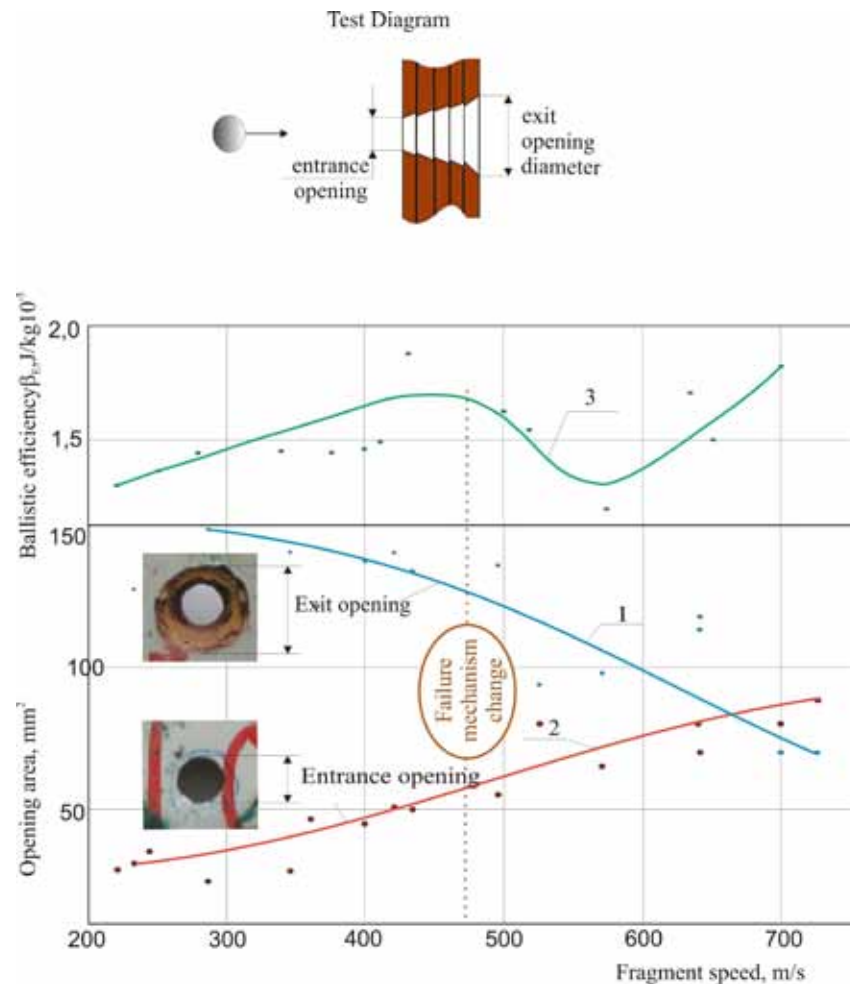 Test Diagram
entrance
opening
exit
opening
diameter
Ballistic efficiency β_E, J/kg10⁻³
2,0
1,5
3
Opening area, mm²
150
100
50
Exit opening
1
Failure
mechanism
change
2
Entrance opening
200
300
400
500
600
700
Fragment speed, m/s